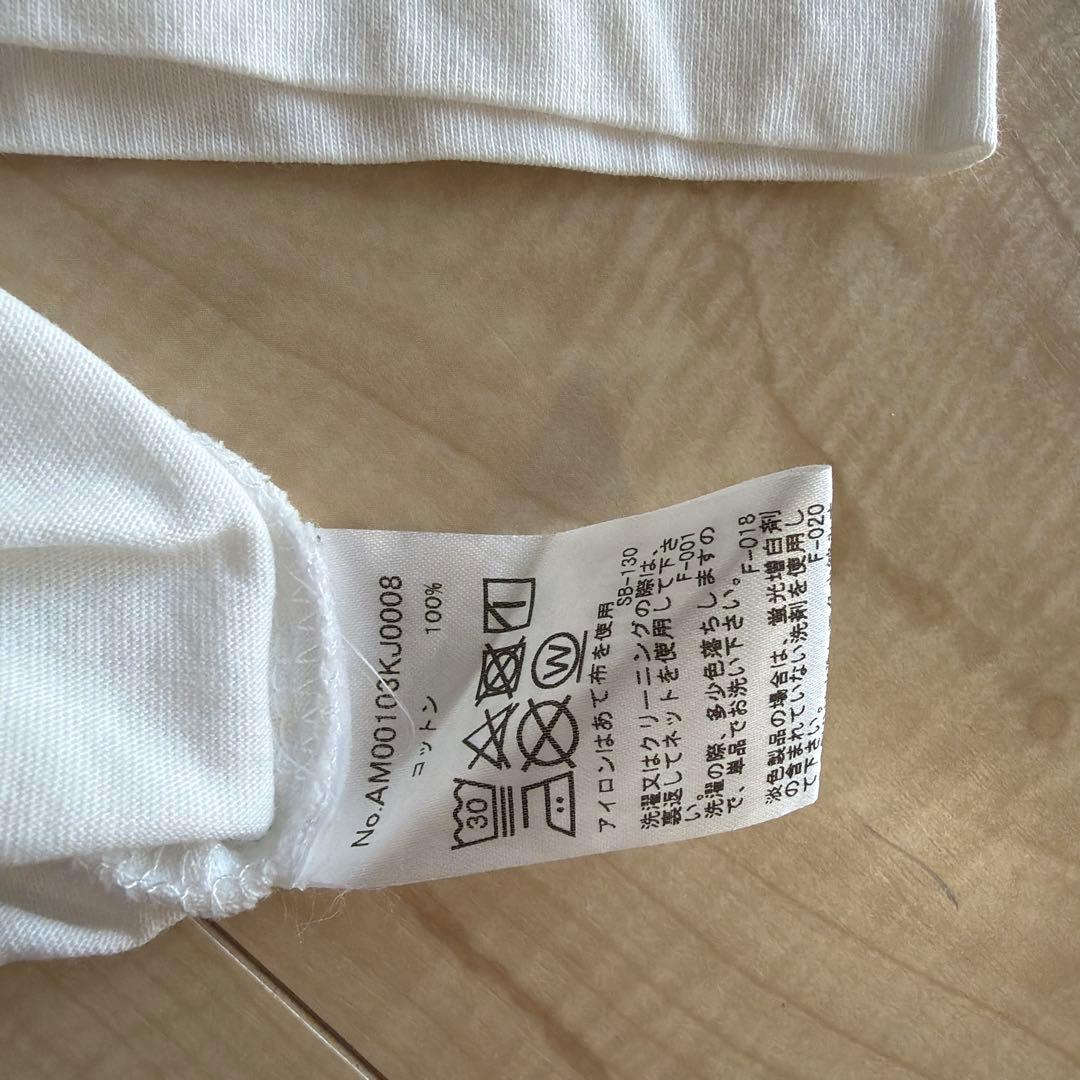 No.AM00103KJ0008
コットン 100%
30
W
アイロンはあて布を使用
SB-130
洗濯又はクリーニングの際は、
裏返してネットを使用して下さ
い。 F-001
洗濯の際、多少色落ちしますの
で、単品でお洗い下さい。
F-018
淡色製品の場合は、蛍光増白剤
の含まれていない洗剤を使用し
て下さい。 F-020